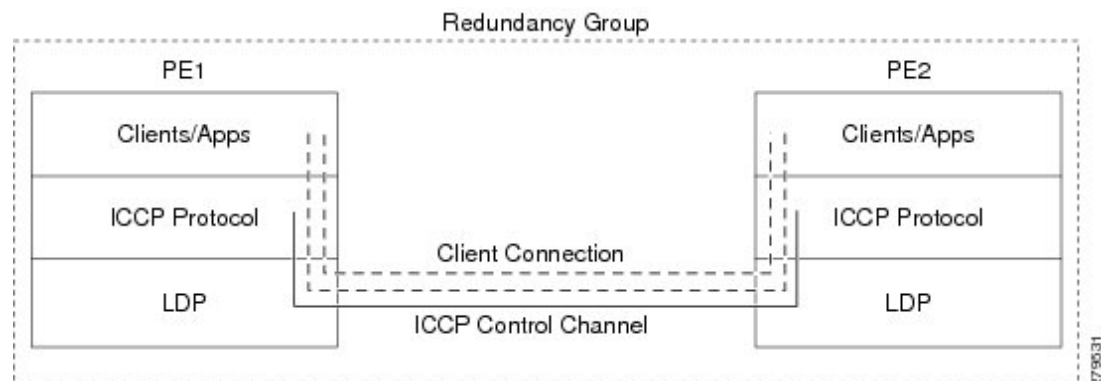 Redundancy Group
PE1
PE2
Clients/Apps
Clients/Apps
ICCP Protocol
ICCP Protocol
Client Connection
LDP
LDP
ICCP Control Channel